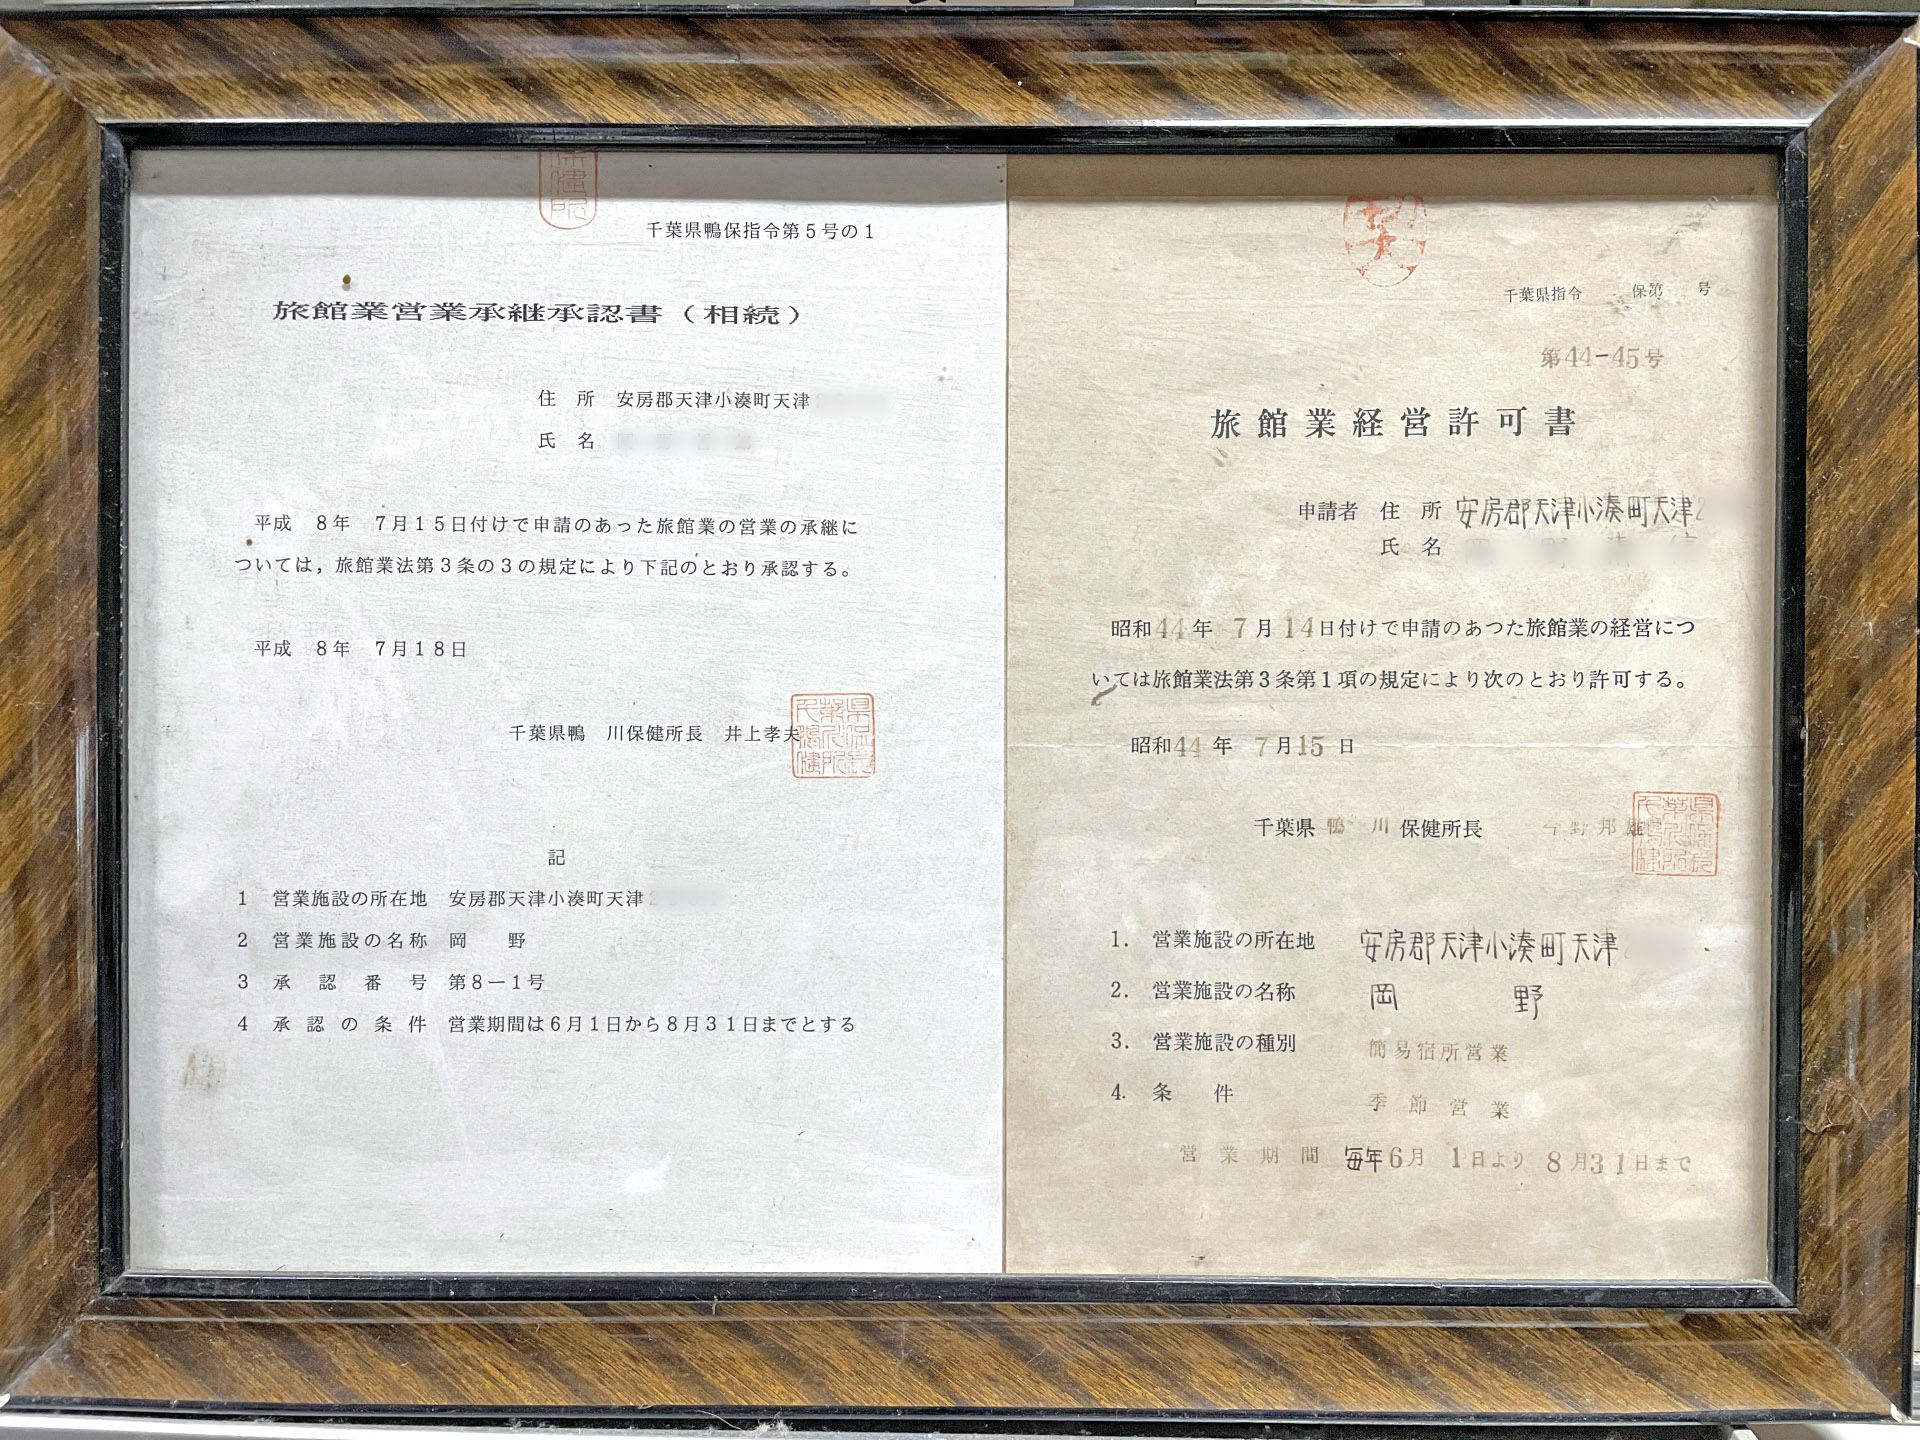 千葉県鴨保指令第5号の1
旅館業営業承継承認書(相続)
住 所 安房郡天津小湊町天津
氏 名
平成 8年 7月15日付けで申請のあった旅館業の営業の承継に
ついては,旅館業法第3条の3の規定により下記のとおり承認する。
平成 8年 7月18日
千葉県鴨 川保健所長 井上孝夫
記
1 営業施設の所在地 安房郡天津小湊町天津
2 営業施設の名称 岡 野
3 承認番号 第8-1号
4 承認の条件 営業期間は6月1日から8月31日までとする
千葉県指令 保第 号
第44-45号
旅館業経営許可書
申請者 住 所 安房郡天津小湊町天津2
氏 名
昭和44年 7月14日付けで申請のあつた旅館業の経営につ
いては旅館業法第3条第1項の規定により次のとおり許可する。
昭和44年 7月15日
千葉県 鴨 川 保健所長 今野邦雄
1. 営業施設の所在地 安房郡天津小湊町天津
2. 営業施設の名称 岡 野
3. 営業施設の種別 簡易宿所営業
4. 条 件 季節営業
営業期間 毎年6月 1日より 8月31日まで